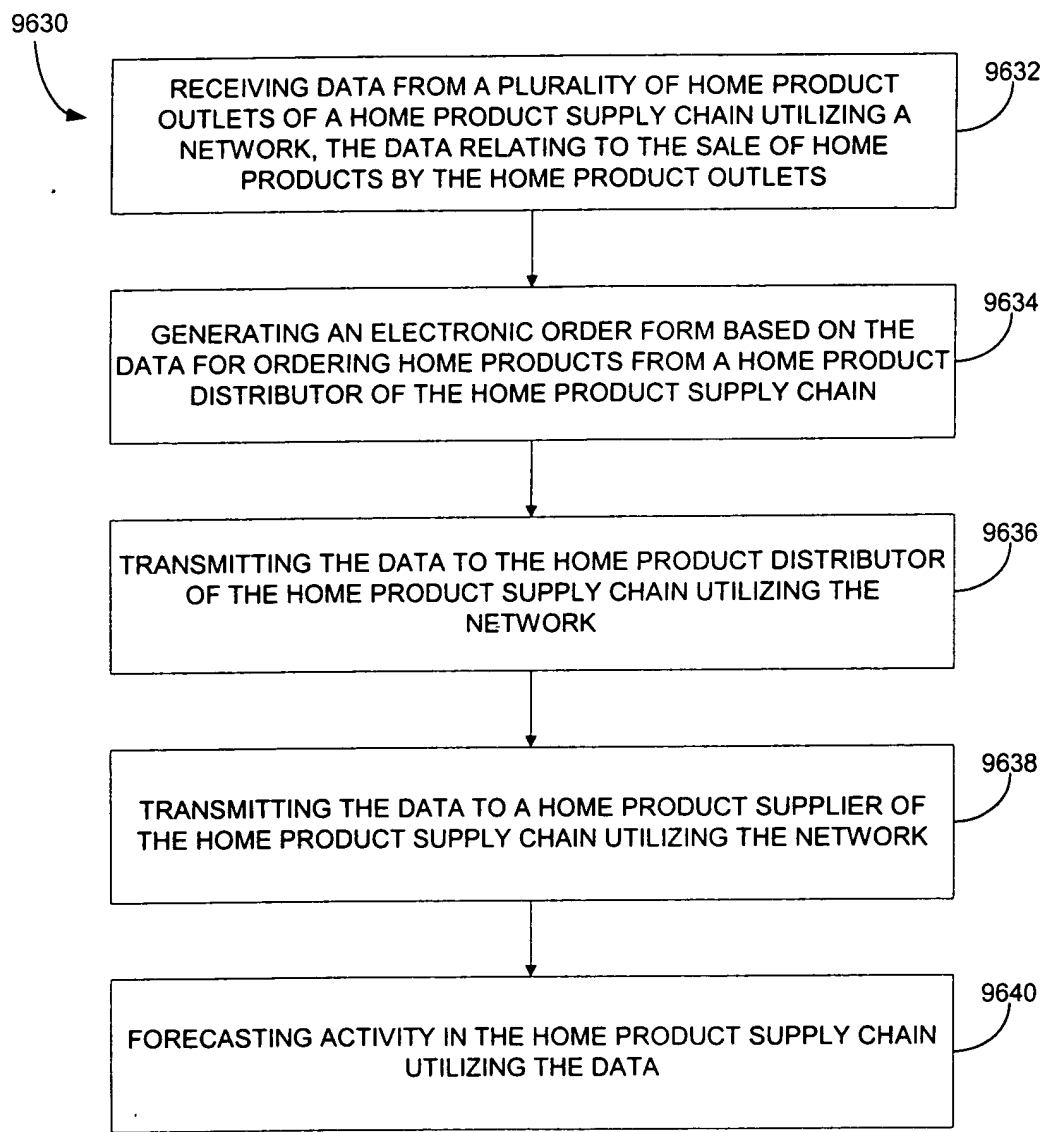 9630
9632
RECEIVING DATA FROM A PLURALITY OF HOME PRODUCT
OUTLETS OF A HOME PRODUCT SUPPLY CHAIN UTILIZING A
NETWORK, THE DATA RELATING TO THE SALE OF HOME
PRODUCTS BY THE HOME PRODUCT OUTLETS
9634
GENERATING AN ELECTRONIC ORDER FORM BASED ON THE
DATA FOR ORDERING HOME PRODUCTS FROM A HOME PRODUCT
DISTRIBUTOR OF THE HOME PRODUCT SUPPLY CHAIN
9636
TRANSMITTING THE DATA TO THE HOME PRODUCT DISTRIBUTOR
OF THE HOME PRODUCT SUPPLY CHAIN UTILIZING THE
NETWORK
9638
TRANSMITTING THE DATA TO A HOME PRODUCT SUPPLIER OF
THE HOME PRODUCT SUPPLY CHAIN UTILIZING THE NETWORK
9640
FORECASTING ACTIVITY IN THE HOME PRODUCT SUPPLY CHAIN
UTILIZING THE DATA